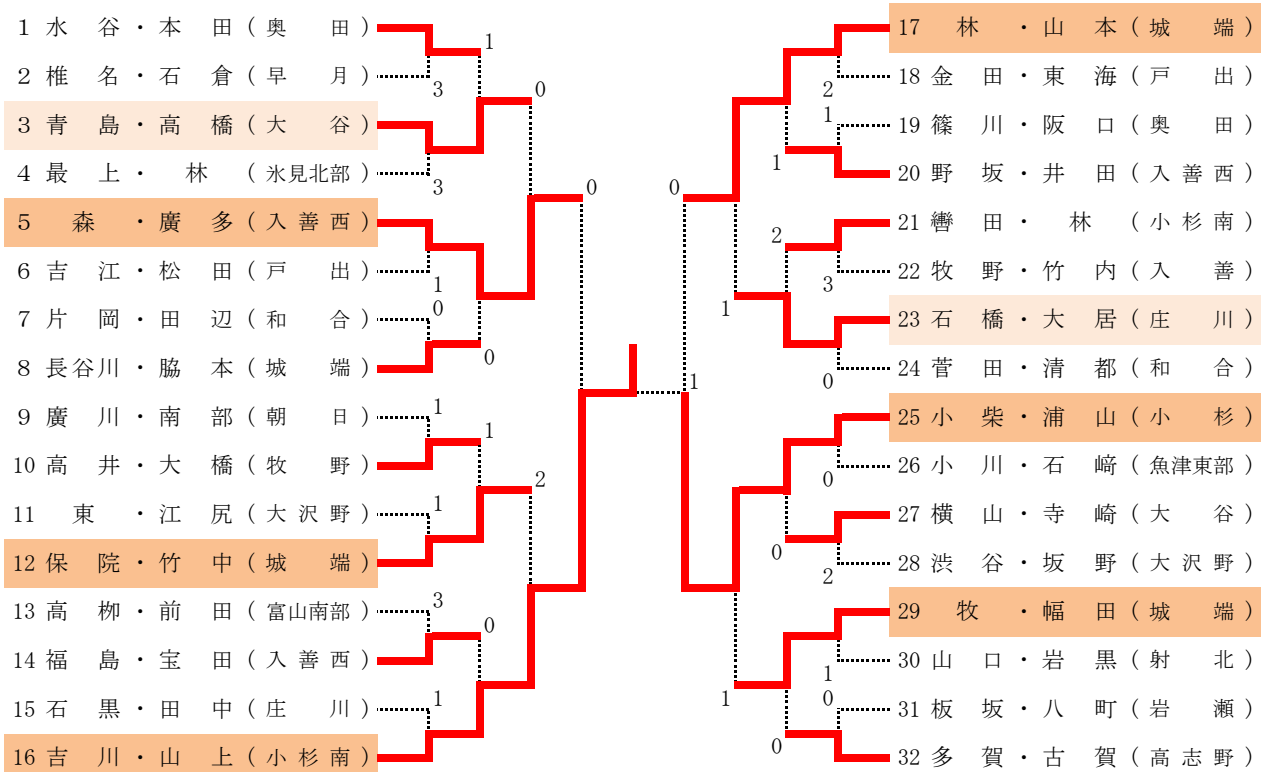 1 水谷・本田（奥田）
1
2 椎名・石倉（早月）
3
0
3 青島・高橋（大谷）
4 最上・林（氷見北部）
3
0
5 森・廣多（入善西）
6 吉江・松田（戸出）
1
0
7 片岡・田辺（和合）
8 長谷川・脇本（城端）
0
9 廣川・南部（朝日）
1
1
10 高井・大橋（牧野）
2
11 東・江尻（大沢野）
1
12 保院・竹中（城端）
13 高栁・前田（富山南部）
3
0
14 福島・宝田（入善西）
15 石黒・田中（庄川）
1
16 吉川・山上（小杉南）
17 林・山本（城端）
18 金田・東海（戸出）
2
1
19 篠川・阪口（奥田）
1
20 野坂・井田（入善西）
0
21 轡田・林（小杉南）
2
22 牧野・竹内（入善）
3
1
23 石橋・大居（庄川）
24 菅田・清都（和合）
0
1
25 小柴・浦山（小杉）
26 小川・石﨑（魚津東部）
0
27 横山・寺崎（大谷）
0
28 渋谷・坂野（大沢野）
2
29 牧・幅田（城端）
30 山口・岩黒（射北）
1
1
0
31 板坂・八町（岩瀬）
0
32 多賀・古賀（高志野）